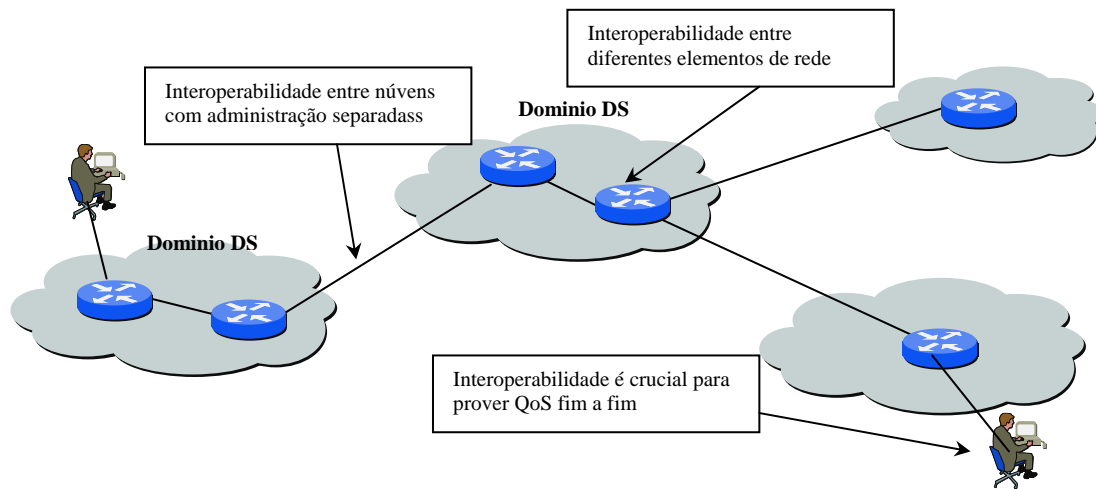 Interoperabilidade entre
diferentes elementos de rede
Interoperabilidade entre núvens
com administração separadass
Dominio DS
Dominio DS
Interoperabilidade é crucial para
prover QoS fim a fim